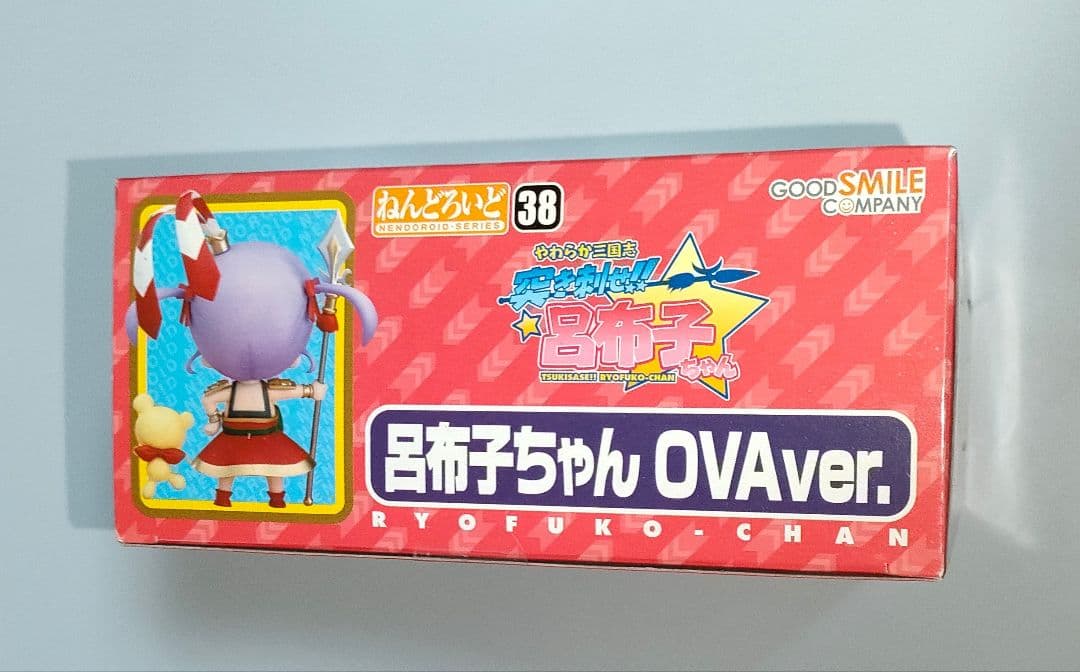 ねんどろいど 38
NENDOROID-SERIES
GOOD SMILE
COMPANY
やわらか三国志
突き刺せ!!
呂布子
ちゃん
TSUKISASE!! RYOFUKO-CHAN
呂布子ちゃん OVAver.
RYOFUKO-CHAN